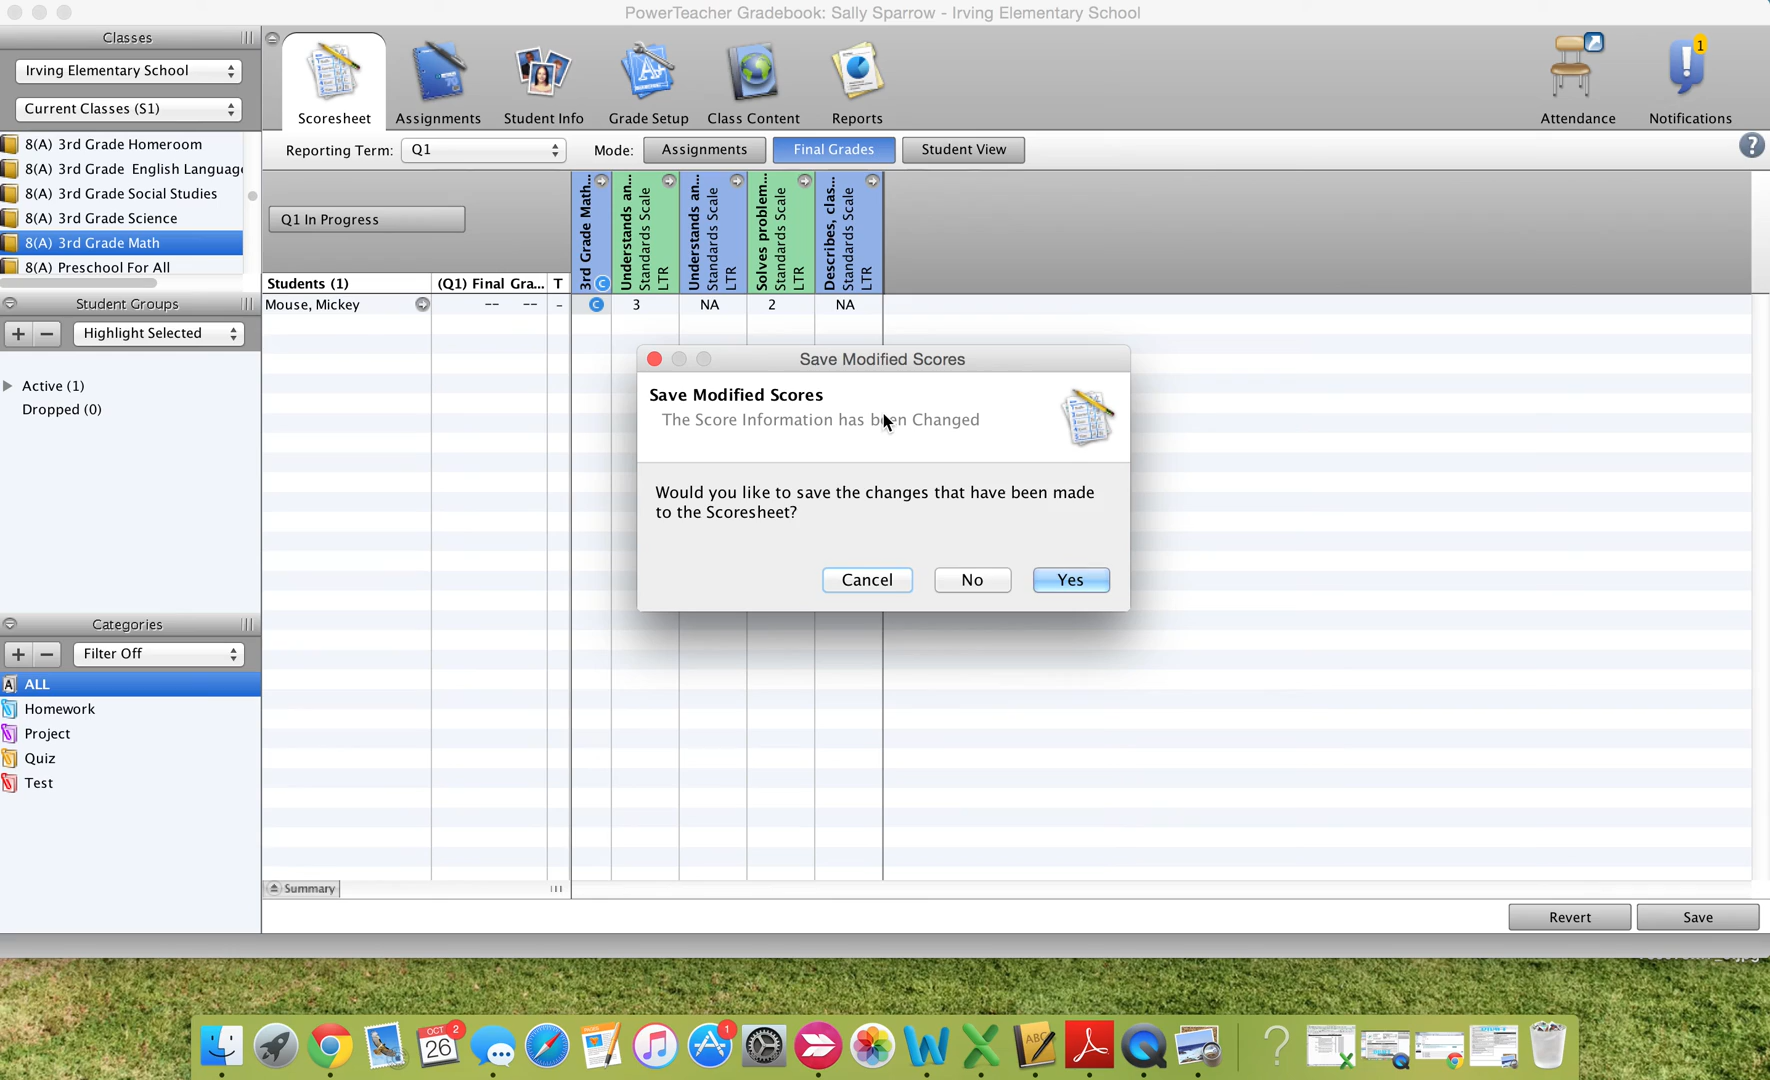 PowerTeacher Gradebook: Sally Sparrow - Irving Elementary School
Classes
Irving Elementary School
Current Classes (S1)
8(A) 3rd Grade Homeroom
8(A) 3rd Grade English Language
8(A) 3rd Grade Social Studies
8(A) 3rd Grade Science
8(A) 3rd Grade Math
8(A) Preschool For All
Student Groups
+ − Highlight Selected
Active (1)
Dropped (0)
Categories
+ − Filter Off
ALL
Homework
Project
Quiz
Test
Scoresheet Assignments Student Info Grade Setup Class Content Reports
Attendance Notifications
1
Reporting Term: Q1 Mode: Assignments Final Grades Student View
?
Q1 In Progress
3rd Grade Math...
C
Understands an...
Standards Scale
LTR
Understands an...
Standards Scale
LTR
Solves problem...
Standards Scale
LTR
Describes, clas...
Standards Scale
LTR
Students (1) (Q1) Final Gra... T
Mouse, Mickey -- -- - C 3 NA 2 NA
Save Modified Scores
Save Modified Scores
The Score Information has been Changed
Would you like to save the changes that have been made
to the Scoresheet?
Cancel No Yes
Summary
Revert Save
OCT
26
2
1
ABC